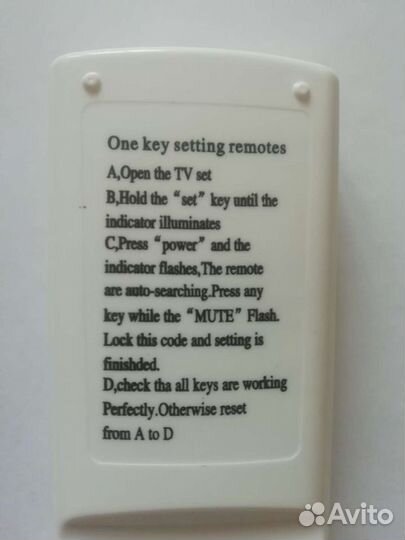 One key setting remotes
A,Open the TV set
B,Hold the “set” key until the
indicator illuminates
C,Press “power” and the
indicator flashes,The remote
are auto-searching.Press any
key while the “MUTE” Flash.
Lock this code and setting is
finishded.
D,check tha all keys are working
Perfectly.Otherwise reset
from A to D
Avito